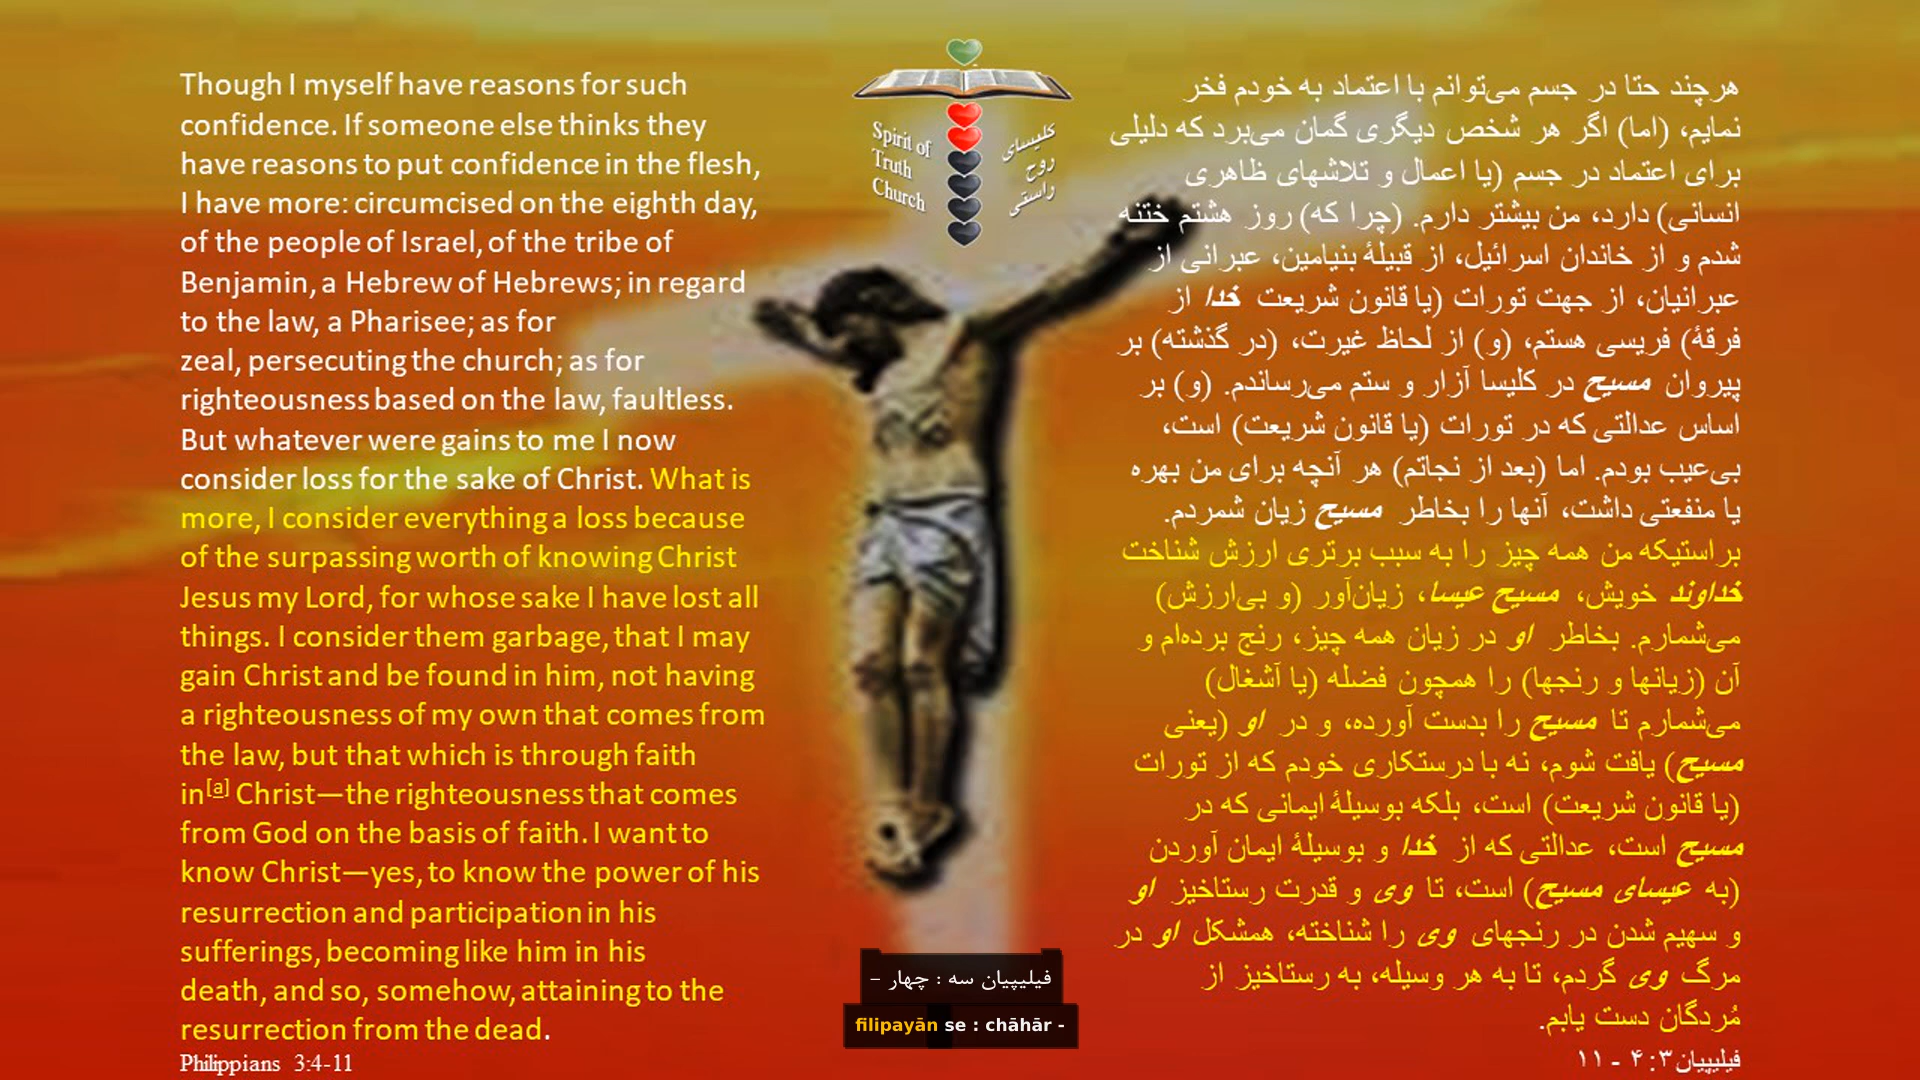 Though I myself have reasons for such
confidence. If someone else thinks they
have reasons to put confidence in the flesh,
I have more: circumcised on the eighth day,
of the people of Israel, of the tribe of
Benjamin, a Hebrew of Hebrews; in regard
to the law, a Pharisee; as for
zeal, persecuting the church; as for
righteousness based on the law, faultless.
But whatever were gains to me I now
consider loss for the sake of Christ. What is
more, I consider everything a loss because
of the surpassing worth of knowing Christ
Jesus my Lord, for whose sake I have lost all
things. I consider them garbage, that I may
gain Christ and be found in him, not having
a righteousness of my own that comes from
the law, but that which is through faith
in[a] Christ—the righteousness that comes
from God on the basis of faith. I want to
know Christ—yes, to know the power of his
resurrection and participation in his
sufferings, becoming like him in his
death, and so, somehow, attaining to the
resurrection from the dead.
Philippians 3:4-11
Spirit of
Truth
Church
کلیسای
روح
راستی
هرچند حتا در جسم می‌توانم با اعتماد به خودم فخر
نمایم، (اما) اگر هر شخص دیگری گمان می‌برد که دلیلی
برای اعتماد در جسم (یا اعمال و تلاشهای ظاهری
انسانی) دارد، من بیشتر دارم. (چرا که) روز هشتم ختنه
شدم و از خاندان اسرائیل، از قبیلهٔ بنیامین، عبرانی از
عبرانیان، از جهت تورات (یا قانون شریعت خدا از
فرقهٔ) فریسی هستم، (و) از لحاظ غیرت، (در گذشته) بر
پیروان مسیح در کلیسا آزار و ستم می‌رساندم. (و) بر
اساس عدالتی که در تورات (یا قانون شریعت) است،
بی‌عیب بودم. اما (بعد از نجاتم) هر آنچه برای من بهره
یا منفعتی داشت، آنها را بخاطر مسیح زیان شمردم.
براستیکه من همه چیز را به سبب برتری ارزش شناخت
خداوند خویش، مسیح عیسا، زیان‌آور (و بی‌ارزش)
می‌شمارم. بخاطر او در زیان همه چیز، رنج برده‌ام و
آن (زیانها و رنجها) را همچون فضله (یا آشغال)
می‌شمارم تا مسیح را بدست آورده، و در او (یعنی
مسیح) یافت شوم، نه با درستکاری خودم که از تورات
(یا قانون شریعت) است، بلکه بوسیلهٔ ایمانی که در
مسیح است، عدالتی که از خدا و بوسیلهٔ ایمان آوردن
(به عیسای مسیح) است، تا وی و قدرت رستاخیز او
و سهیم شدن در رنجهای وی را شناخته، همشکل او در
مرگ وی گردم، تا به هر وسیله، به رستاخیز از
مُردگان دست یابم.
فیلیپیان۳:۴ - ۱۱
فیلیپیان سه : چهار –
filipayān se : chāhār -